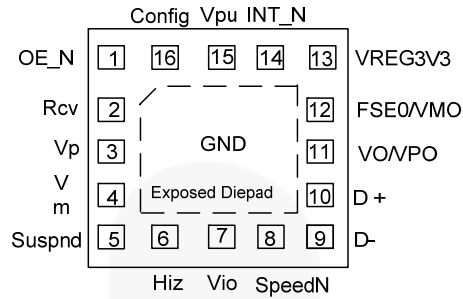 Config Vpu INT_N
OE_N 1 16 15 14 13 VREG3V3
Rcv 2 12 FSE0/VMO
GND
Vp 3 11 VO/VPO
V
m 4 Exposed Diepad 10 D+
Suspnd 5 6 7 8 9 D-
Hiz Vio SpeedN